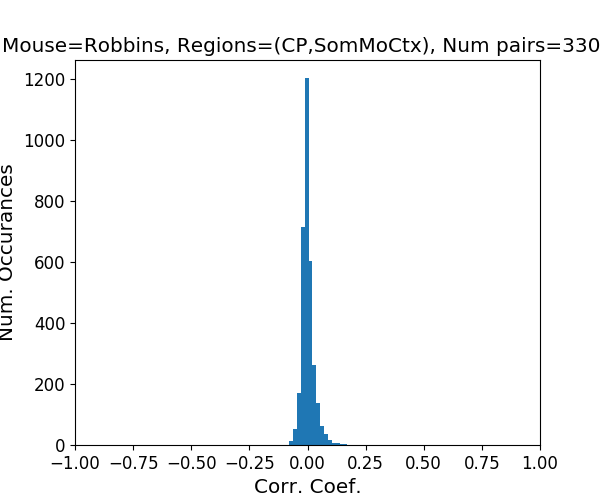 Mouse=Robbins, Regions=(CP,SomMoCtx), Num pairs=330
1200
1000
800
600
400
200
0
Num. Occurances
−1.00 −0.75 −0.50 −0.25 0.00 0.25 0.50 0.75 1.00
Corr. Coef.